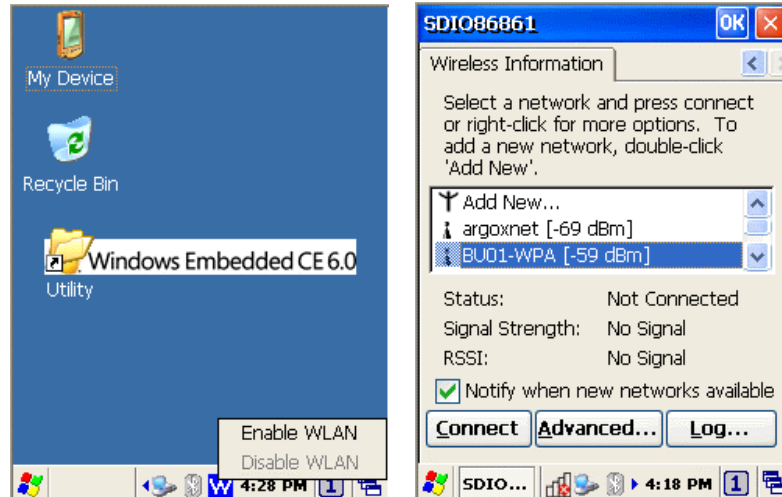 My Device
Recycle Bin
Windows Embedded CE 6.0
Utility
Enable WLAN
Disable WLAN
W 4:28 PM 1
SDIO86861 OK
Wireless Information
Select a network and press connect
or right-click for more options. To
add a new network, double-click
'Add New'.
Add New...
argoxnet [-69 dBm]
BU01-WPA [-59 dBm]
Status: Not Connected
Signal Strength: No Signal
RSSI: No Signal
Notify when new networks available
Connect Advanced... Log...
SDIO... 4:18 PM 1